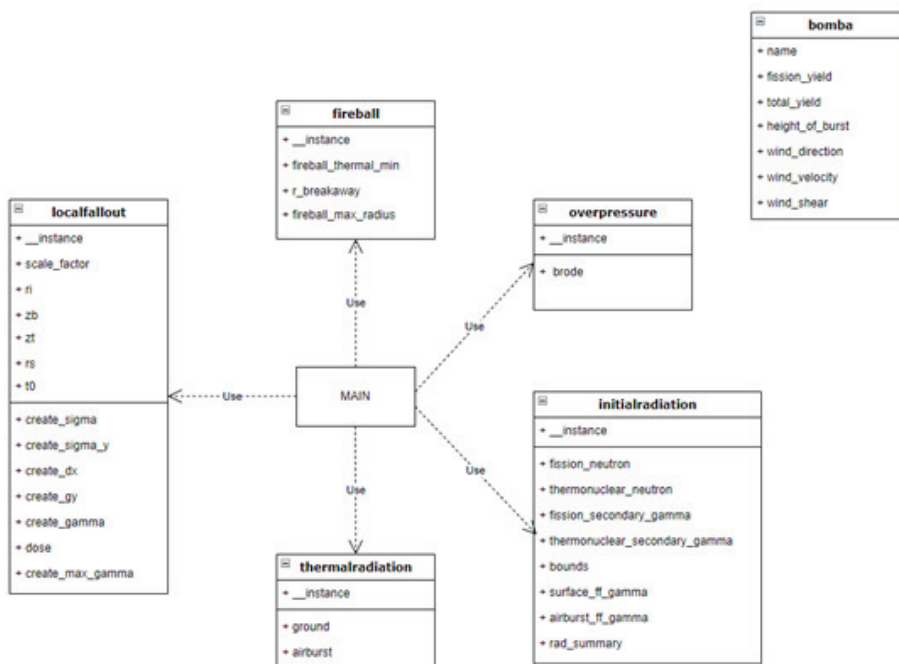 bomba
+ name
+ fission_yield
+ total_yield
+ height_of_burst
+ wind_direction
+ wind_velocity
+ wind_shear
fireball
+ __instance
+ fireball_thermal_min
+ r_breakaway
+ fireball_max_radius
localfallout
+ __instance
+ scale_factor
+ ri
+ zb
+ zt
+ rs
+ t0
+ create_sigma
+ create_sigma_y
+ create_dx
+ create_gy
+ create_gamma
+ dose
+ create_max_gamma
overpressure
+ __instance
+ brode
Use
Use
Use
MAIN
Use
Use
initialradiation
+ __instance
+ fission_neutron
+ thermonuclear_neutron
+ fission_secondary_gamma
+ thermonuclear_secondary_gamma
+ bounds
+ surface_ff_gamma
+ airburst_ff_gamma
+ rad_summary
thermalradiation
+ __instance
+ ground
+ airburst